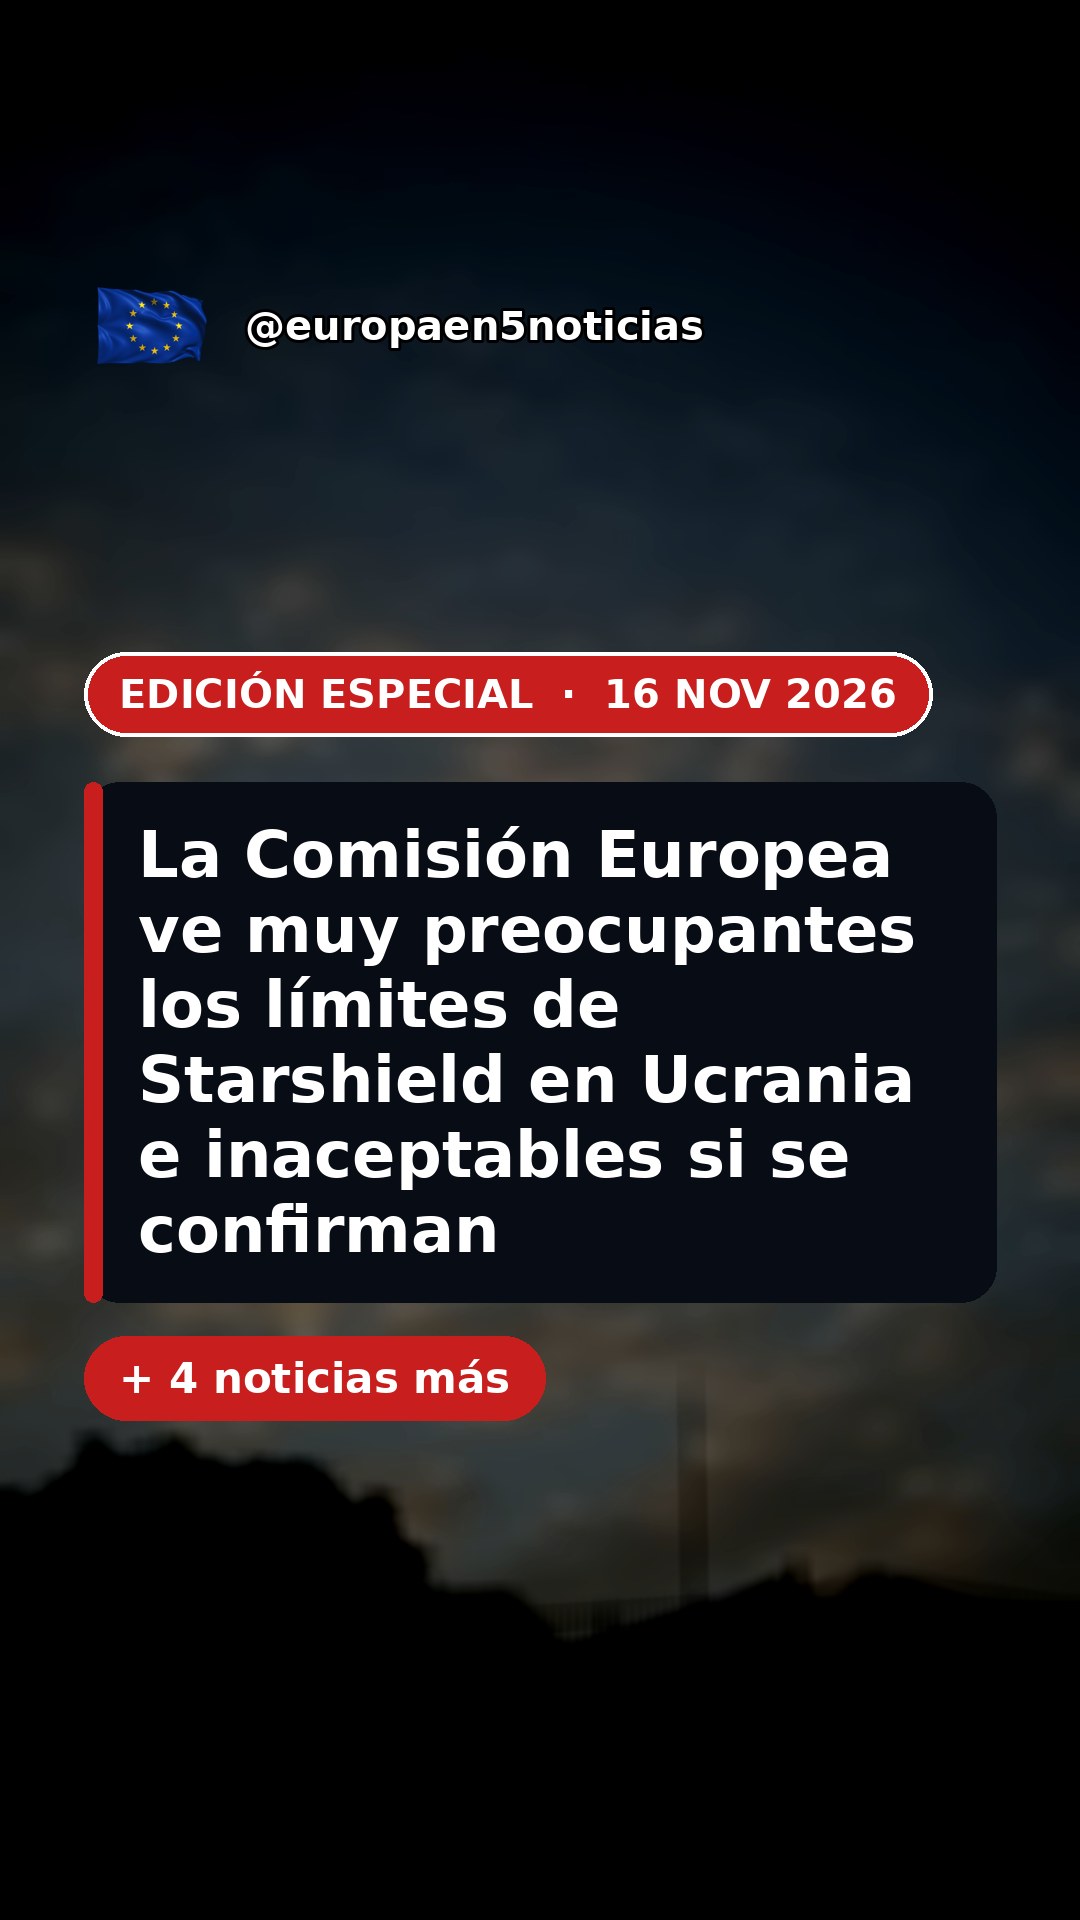 @europaen5noticias
EDICIÓN ESPECIAL · 16 NOV 2026
La Comisión Europea
ve muy preocupantes
los límites de
Starshield en Ucrania
e inaceptables si se
confirman
+ 4 noticias más